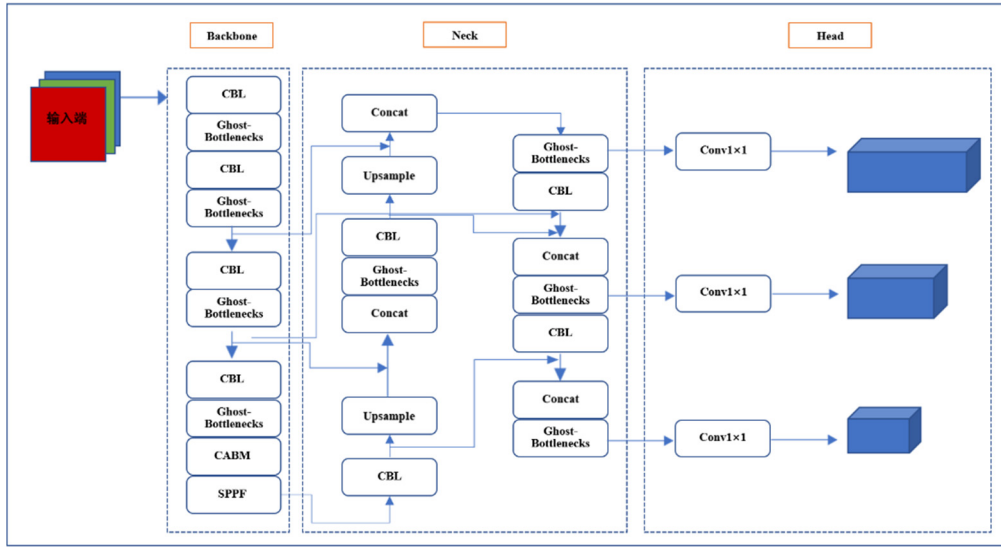 Backbone
Neck
Head
输入端
CBL
Ghost-
Bottlenecks
CBL
Ghost-
Bottlenecks
CBL
Ghost-
Bottlenecks
CBL
Ghost-
Bottlenecks
CABM
SPPF
Concat
Upsample
CBL
Ghost-
Bottlenecks
Concat
Upsample
CBL
Ghost-
Bottlenecks
CBL
Concat
Ghost-
Bottlenecks
CBL
Concat
Ghost-
Bottlenecks
Conv1×1
Conv1×1
Conv1×1